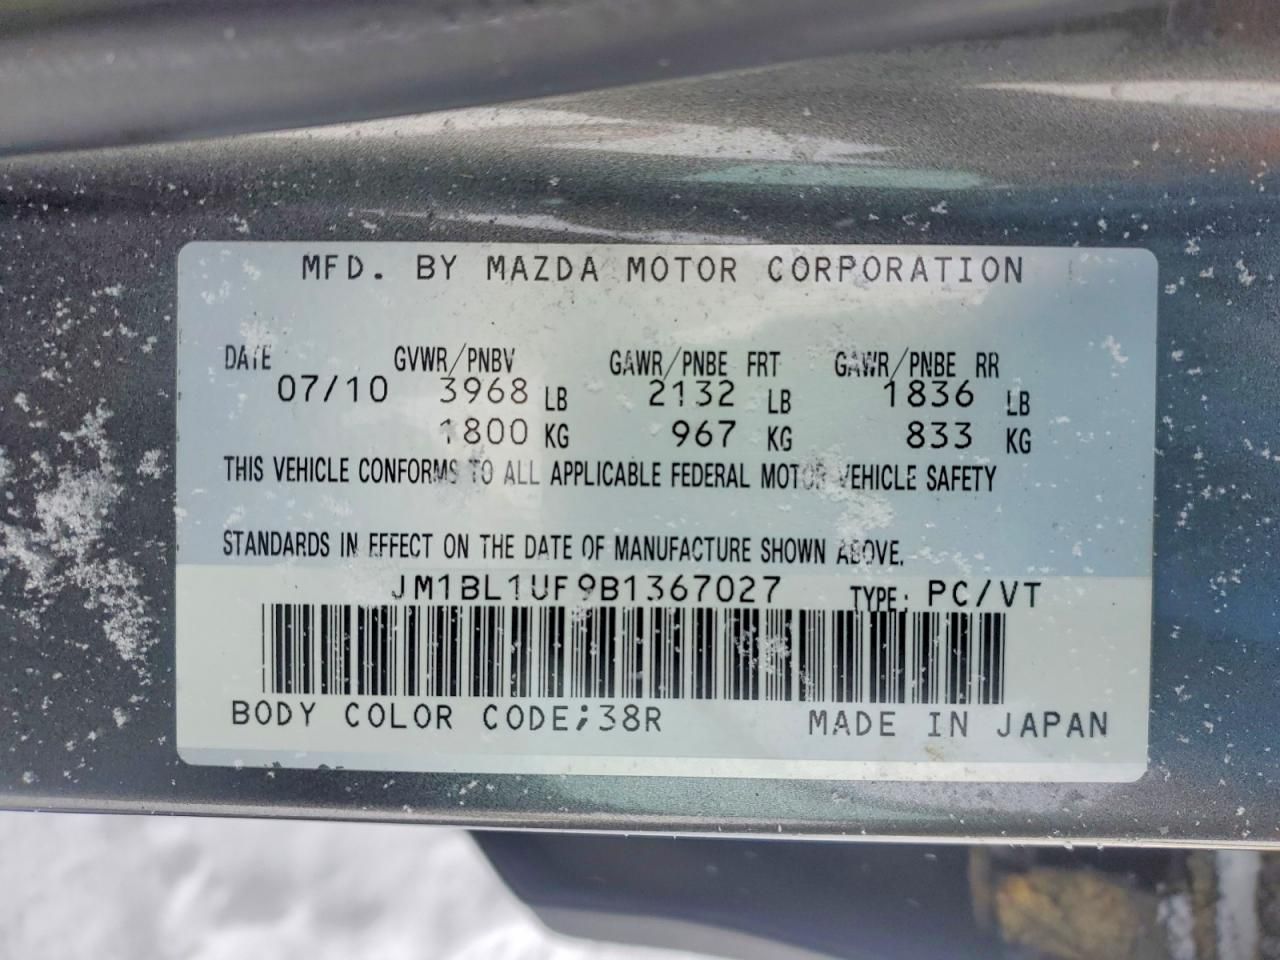 MFD. BY MAZDA MOTOR CORPORATION
DATE GVWR/PNBV GAWR/PNBE FRT GAWR/PNBE RR
07/10 3968 LB 2132 LB 1836 LB
1800 KG 967 KG 833 KG
THIS VEHICLE CONFORMS TO ALL APPLICABLE FEDERAL MOTOR VEHICLE SAFETY
STANDARDS IN EFFECT ON THE DATE OF MANUFACTURE SHOWN ABOVE.
JM1BL1UF9B1367027 TYPE: PC/VT
BODY COLOR CODE;38R MADE IN JAPAN